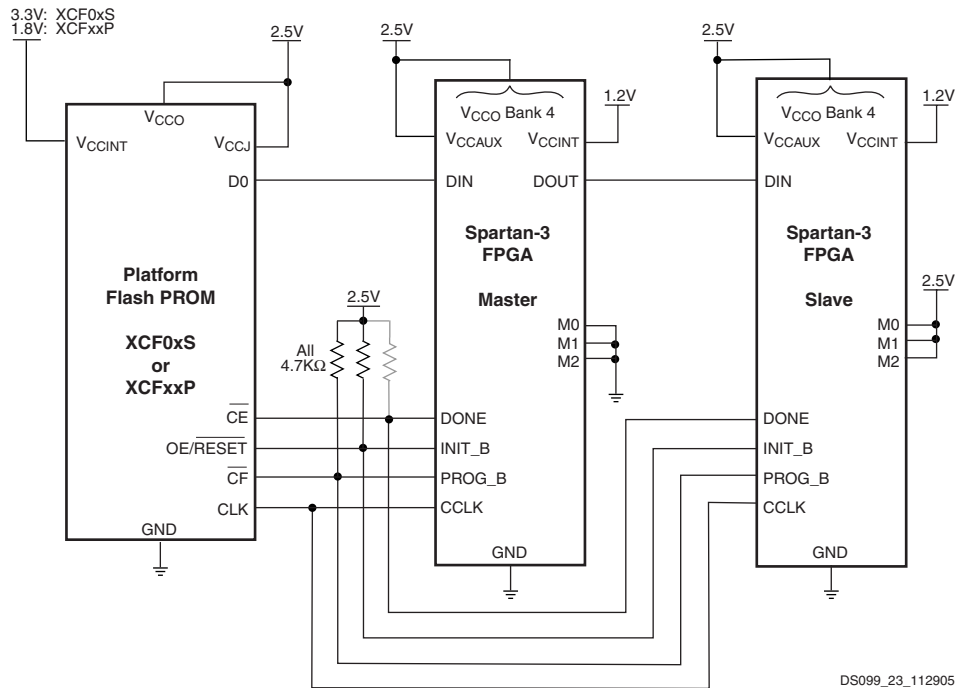 3.3V: XCF0xS
1.8V: XCFxxP
2.5V
2.5V
2.5V
VCCO
VCCINT
VCCJ
D0
Platform
Flash PROM
XCF0xS
or
XCFxxP
CE
OE/RESET
CF
CLK
GND
2.5V
All
4.7KΩ
VCCO Bank 4
1.2V
VCCAUX
VCCINT
DIN
DOUT
Spartan-3
FPGA
Master
M0
M1
M2
DONE
INIT_B
PROG_B
CCLK
GND
VCCO Bank 4
1.2V
VCCAUX
VCCINT
DIN
Spartan-3
FPGA
Slave
2.5V
M0
M1
M2
DONE
INIT_B
PROG_B
CCLK
GND
DS099_23_112905